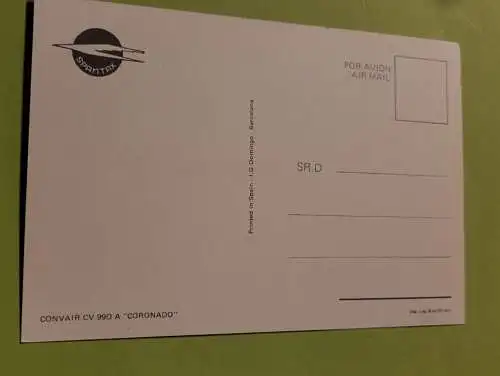 SPANTAX
POR AVION
AIR MAIL
Printed in Spain - I.G. Domingo - Barcelona
SR.D
CONVAIR CV 990 A "CORONADO"